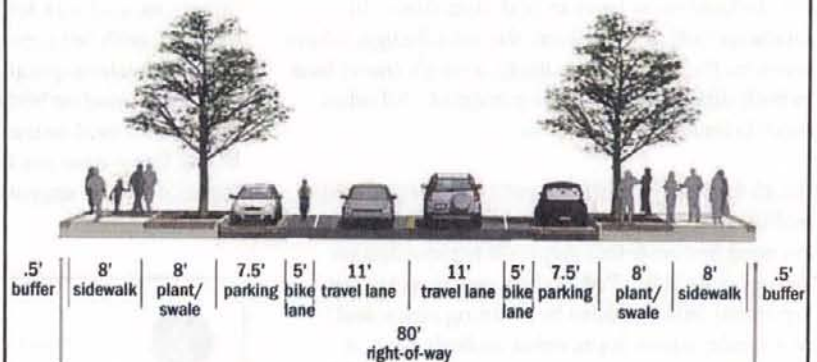 .5' 8' 8' 7.5' 5' 11' 11' 5' 7.5' 8' 8' .5'
buffer sidewalk plant/ parking bike travel lane travel lane bike parking plant/ sidewalk buffer
swale lane lane swale
80'
right-of-way